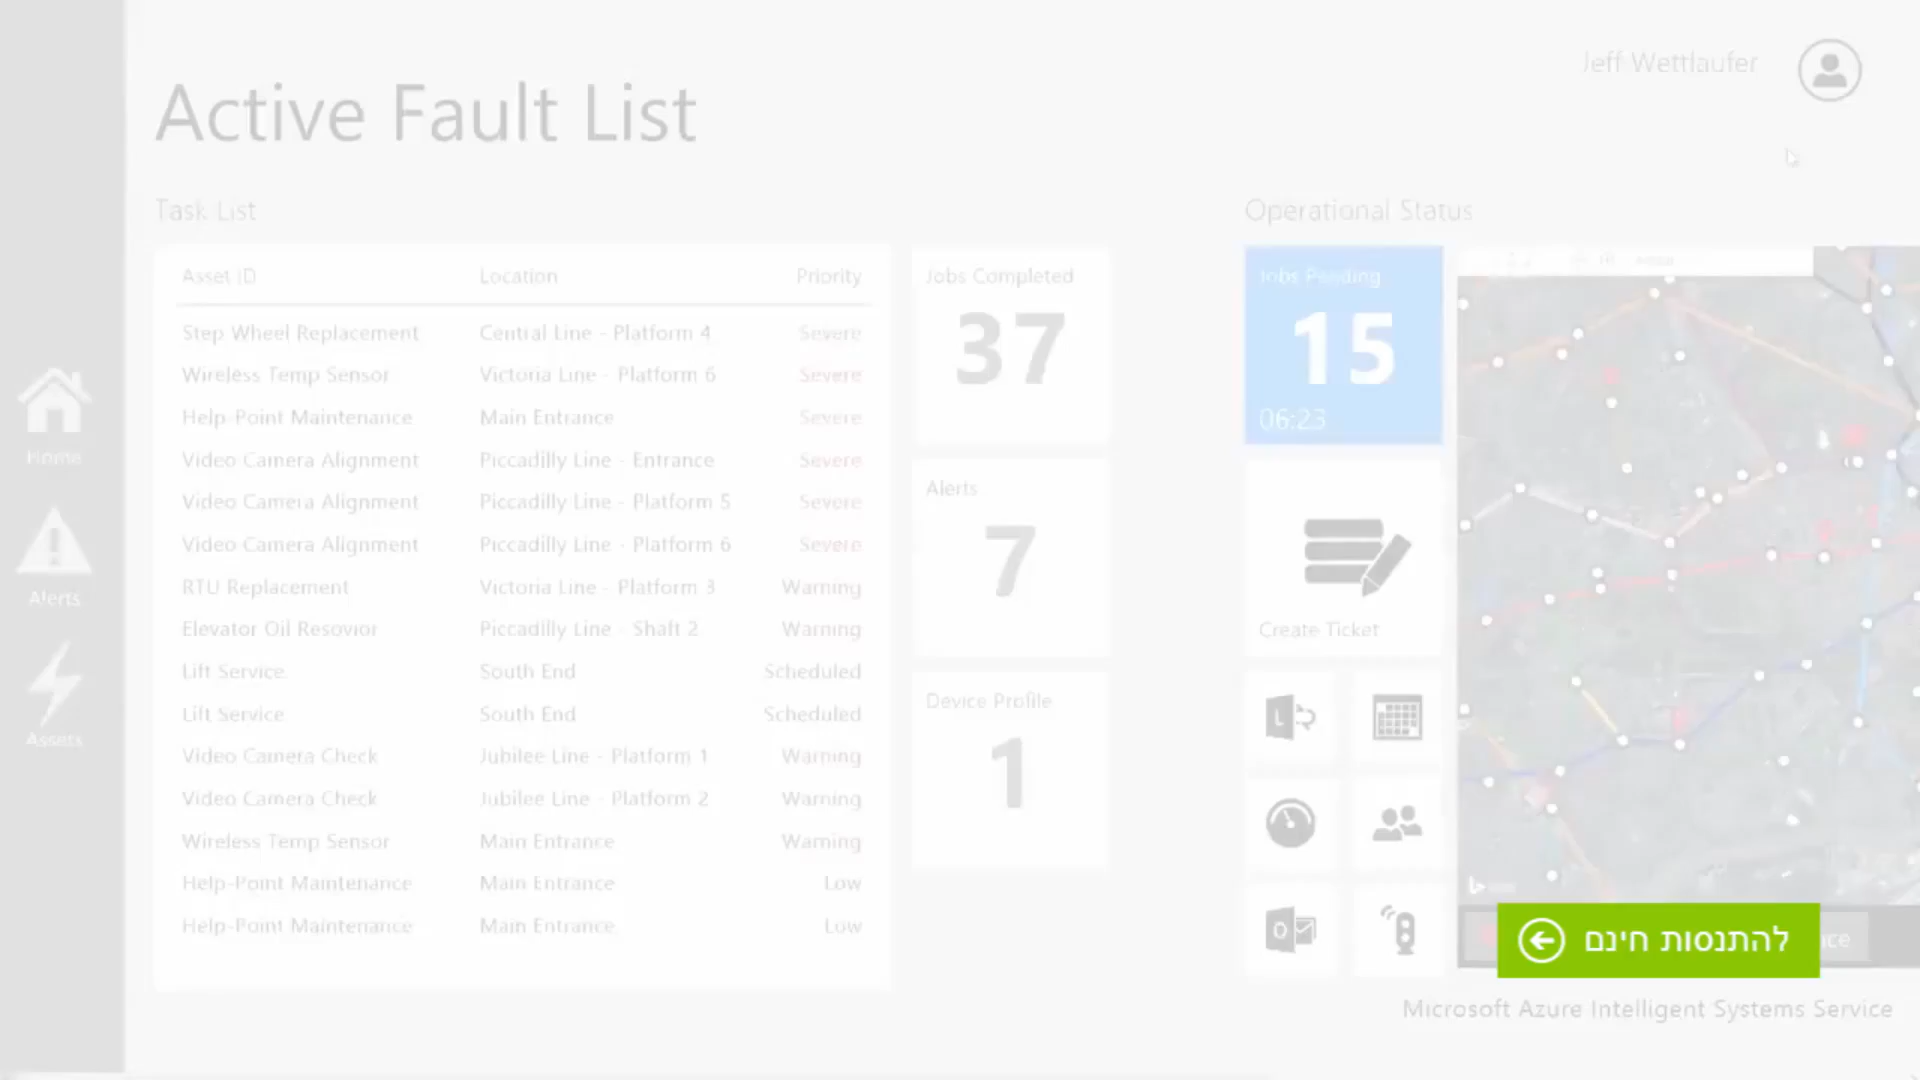 Jeff Wettlaufer
Active Fault List
Task List
Operational Status
Asset ID Location Priority
Step Wheel Replacement Central Line - Platform 4 Severe
Wireless Temp Sensor Victoria Line - Platform 6 Severe
Help-Point Maintenance Main Entrance Severe
Video Camera Alignment Piccadilly Line - Entrance Severe
Video Camera Alignment Piccadilly Line - Platform 5 Severe
Video Camera Alignment Piccadilly Line - Platform 6 Severe
RTU Replacement Victoria Line - Platform 3 Warning
Elevator Oil Resovior Piccadilly Line - Shaft 2 Warning
Lift Service South End Scheduled
Lift Service South End Scheduled
Video Camera Check Jubilee Line - Platform 1 Warning
Video Camera Check Jubilee Line - Platform 2 Warning
Wireless Temp Sensor Main Entrance Warning
Help-Point Maintenance Main Entrance Low
Help-Point Maintenance Main Entrance Low
Home
Alerts
Assets
Jobs Completed
37
Alerts
7
Device Profile
1
Jobs Pending
15
06:23
Create Ticket
להתנסות חינם
Microsoft Azure Intelligent Systems Service